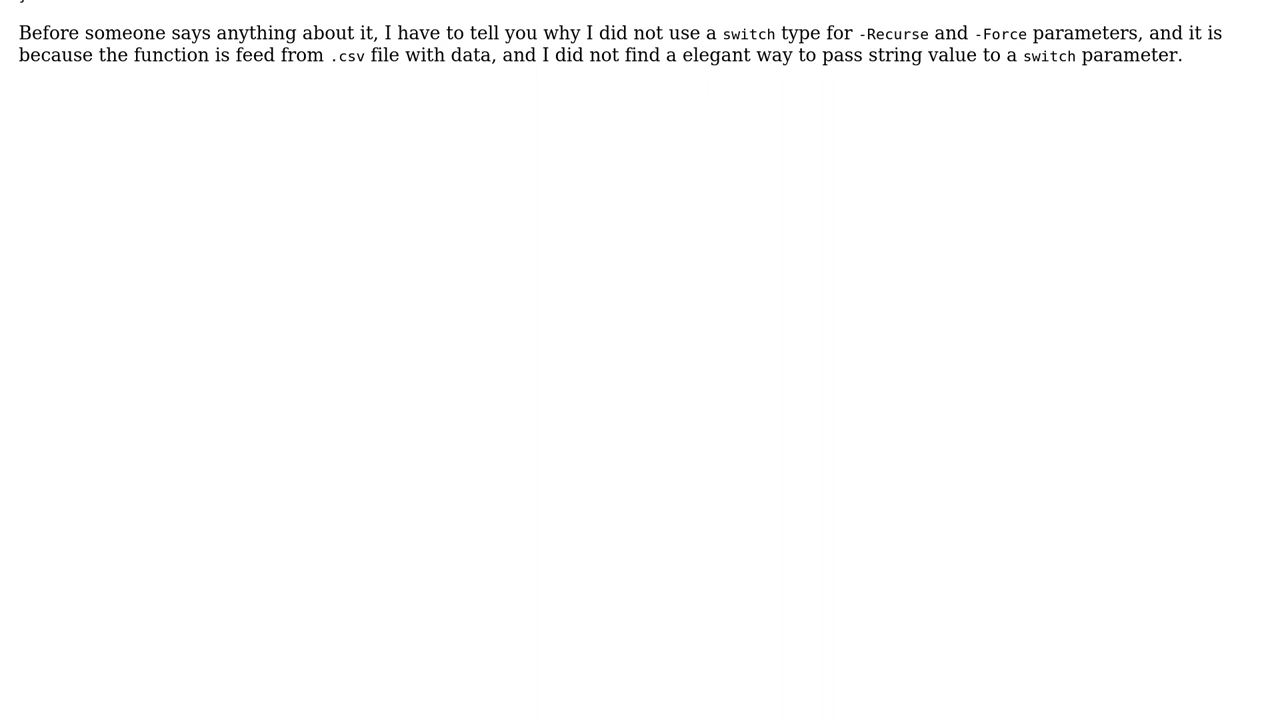 Before someone says anything about it, I have to tell you why I did not use a switch type for -Recurse and -Force parameters, and it is
because the function is feed from .csv file with data, and I did not find a elegant way to pass string value to a switch parameter.